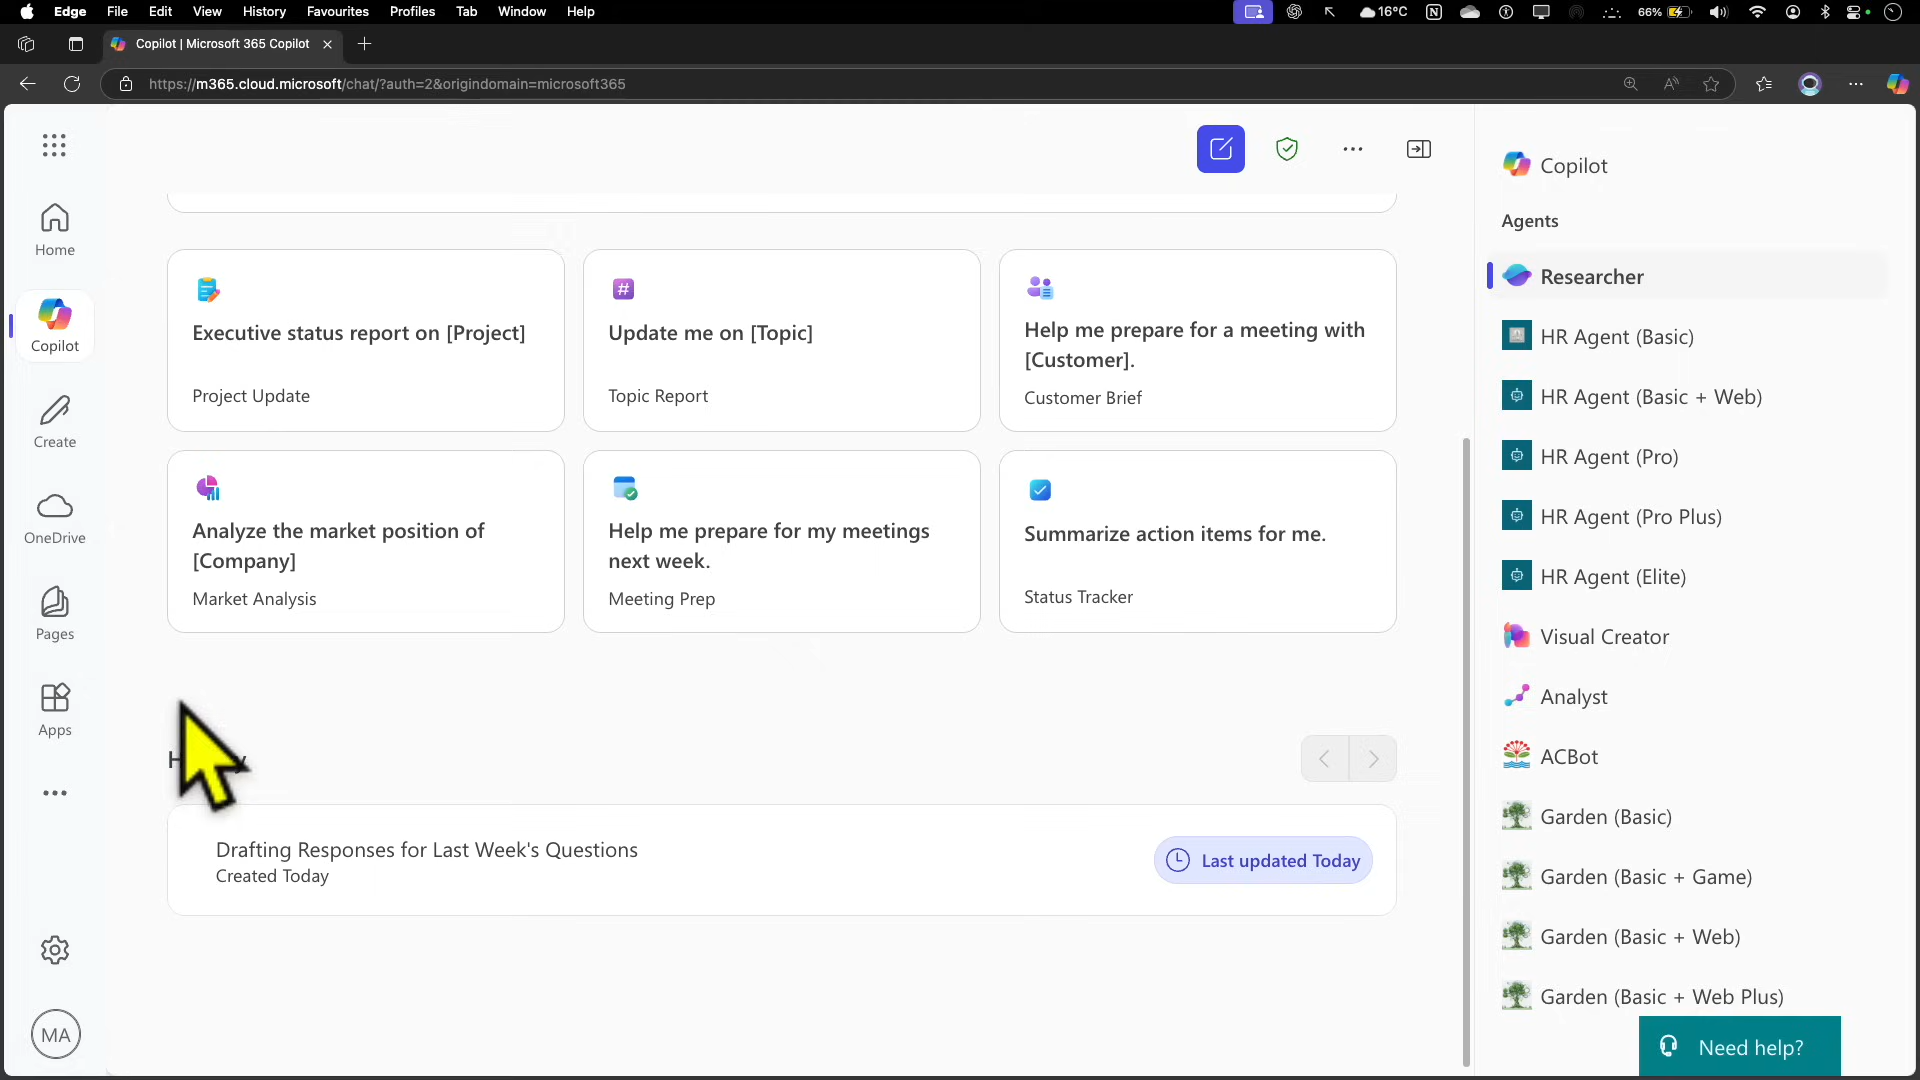 Edge File Edit View History Favourites Profiles Tab Window Help
16°C
66%
Copilot | Microsoft 365 Copilot
https://m365.cloud.microsoft/chat/?auth=2&origindomain=microsoft365
Home
Copilot
Create
OneDrive
Pages
Apps
MA
Executive status report on [Project]
Project Update
Update me on [Topic]
Topic Report
Help me prepare for a meeting with
[Customer].
Customer Brief
Analyze the market position of
[Company]
Market Analysis
Help me prepare for my meetings
next week.
Meeting Prep
Summarize action items for me.
Status Tracker
Drafting Responses for Last Week's Questions
Created Today
Last updated Today
Copilot
Agents
Researcher
HR Agent (Basic)
HR Agent (Basic + Web)
HR Agent (Pro)
HR Agent (Pro Plus)
HR Agent (Elite)
Visual Creator
Analyst
ACBot
Garden (Basic)
Garden (Basic + Game)
Garden (Basic + Web)
Garden (Basic + Web Plus)
Need help?